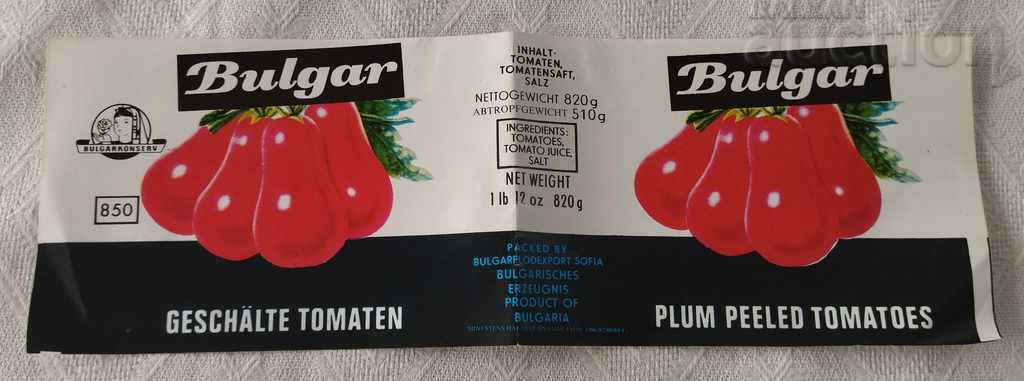 Bulgar
BULGARKONSERV
850
GESCHÄLTE TOMATEN
INHALT:
TOMATEN,
TOMATENSAFT,
SALZ
NETTOGEWICHT 820g
ABTROPFGEWICHT 510g
INGREDIENTS:
TOMATOES,
TOMATO JUICE,
SALT
NET WEIGHT
1 lb 12 oz 820g
PACKED BY
BULGARPLODEXPORT SOFIA
BULGARISCHES
ERZEUGNIS
PRODUCT OF
BULGARIA
Bulgar
PLUM PEELED TOMATOES
auction